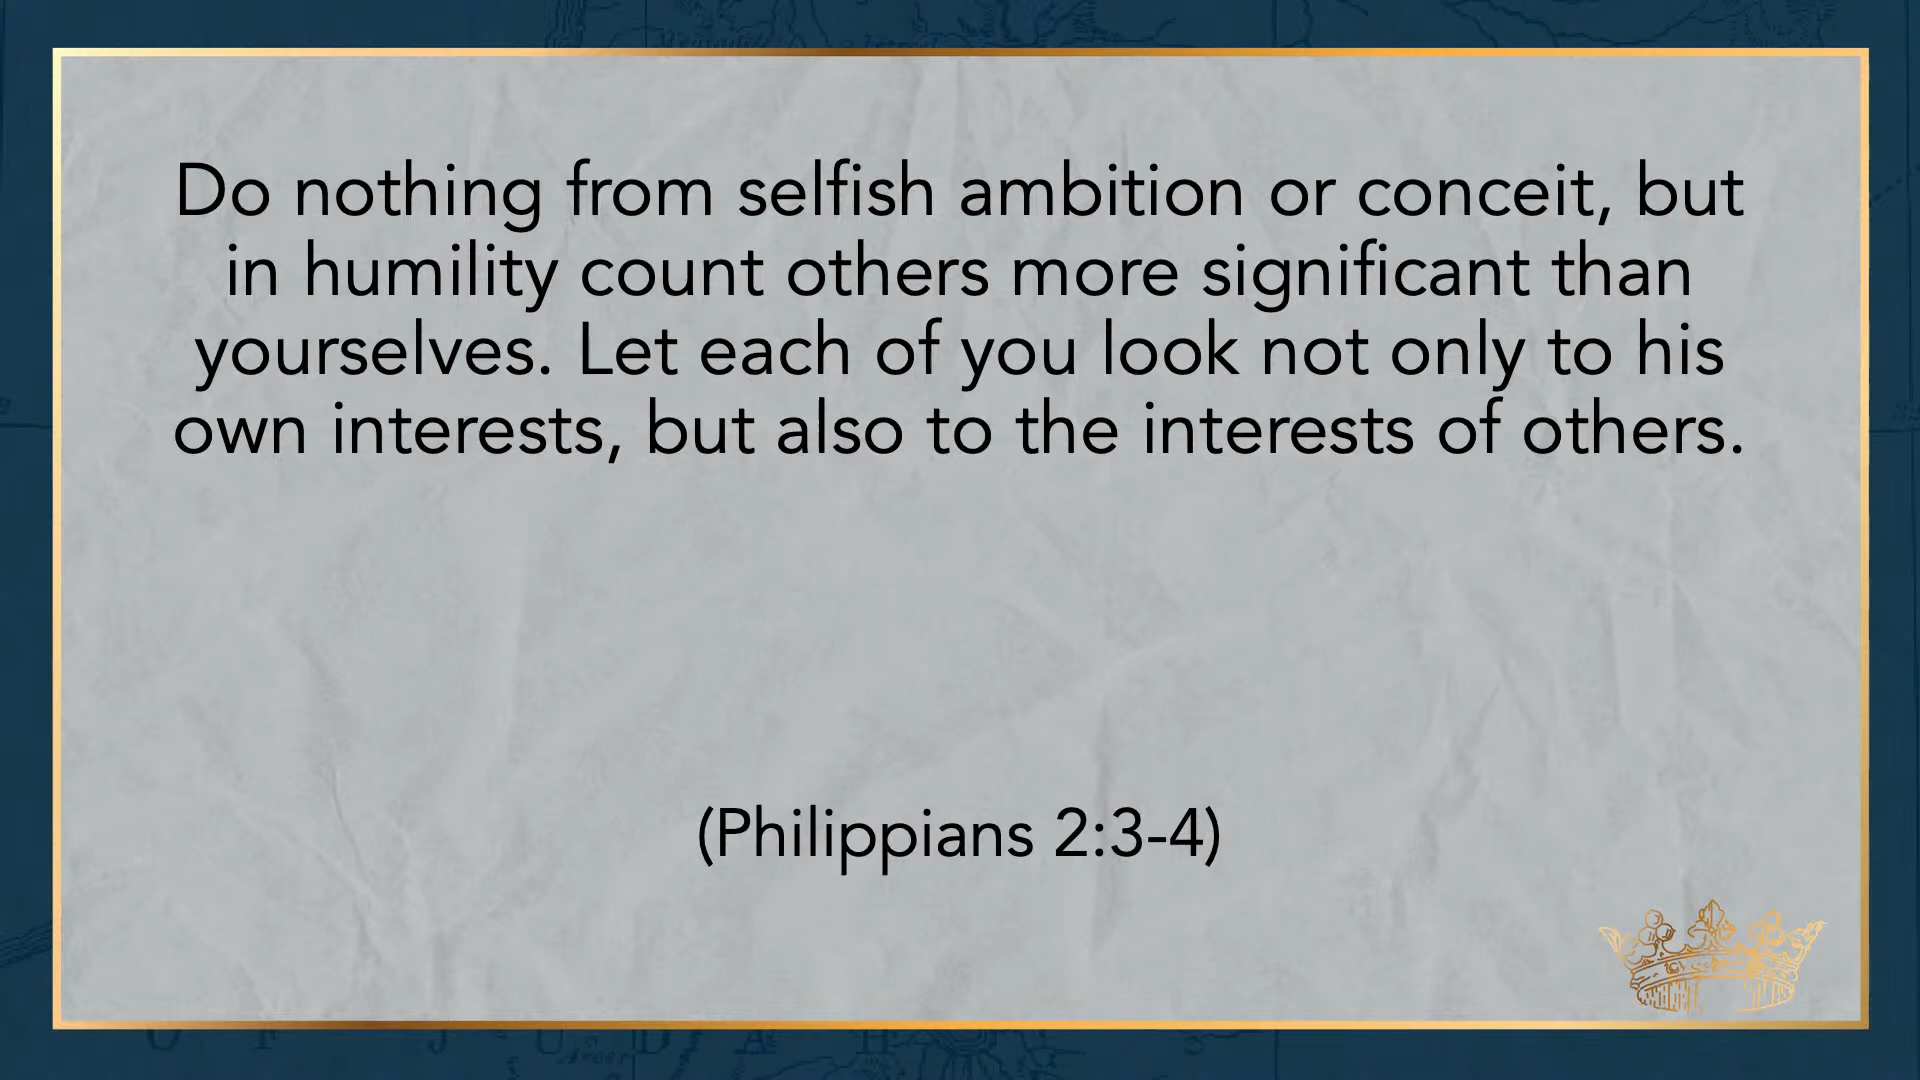 Do nothing from selfish ambition or conceit, but
in humility count others more significant than
yourselves. Let each of you look not only to his
own interests, but also to the interests of others.
(Philippians 2:3-4)
O F J U D A H